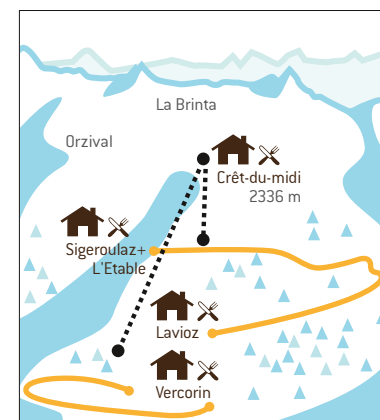 La Brinta
Orzival
Crêt-du-midi
2336 m
Sigeroulaz+
L'Etable
Lavioz
Vercorin